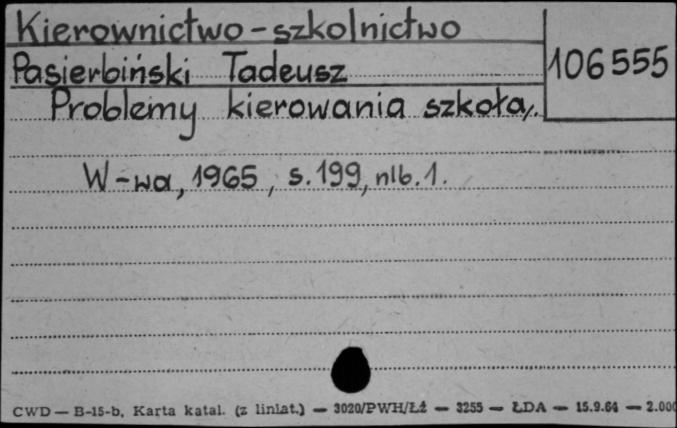 Kierownictwo-szkolnictwo
106555
Pasierbiński Tadeusz
Problemy kierowania szkołą.
W-wa, 1965, s.199, nlb.1.
CWD — B-15-b, Karta katal. (z liniat.) — 3020/PWH/ŁŹ — 3255 — ŁDA — 15.9.64 — 2.000